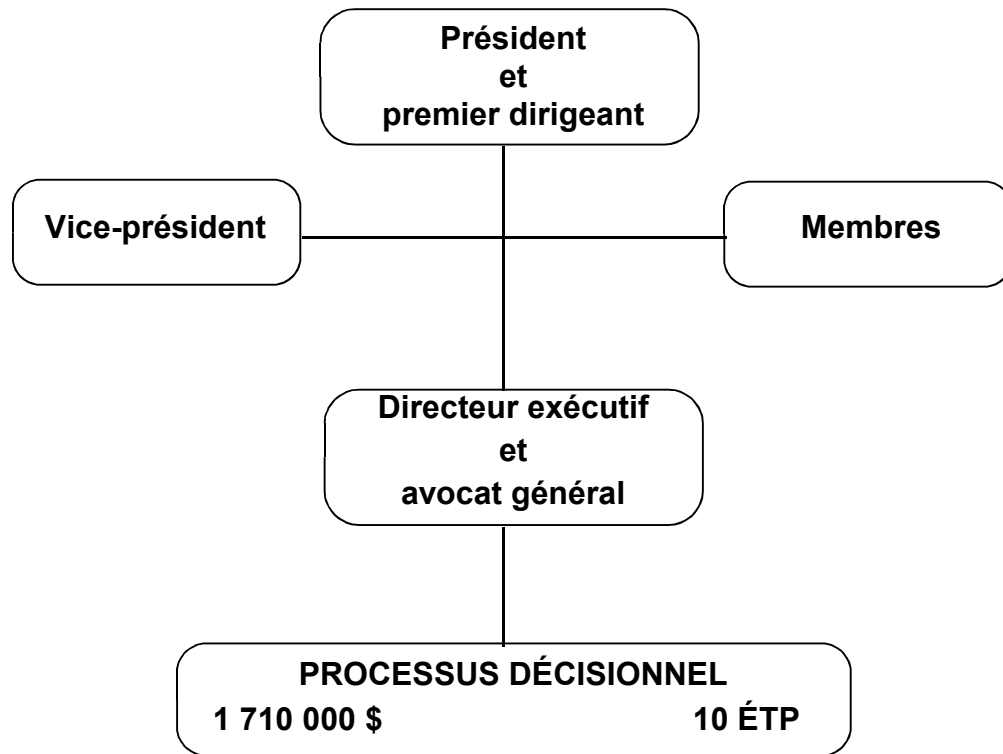 Président
et
premier dirigeant
Vice-président
Membres
Directeur exécutif
et
avocat général
PROCESSUS DÉCISIONNEL
1 710 000 $ 10 ÉTP